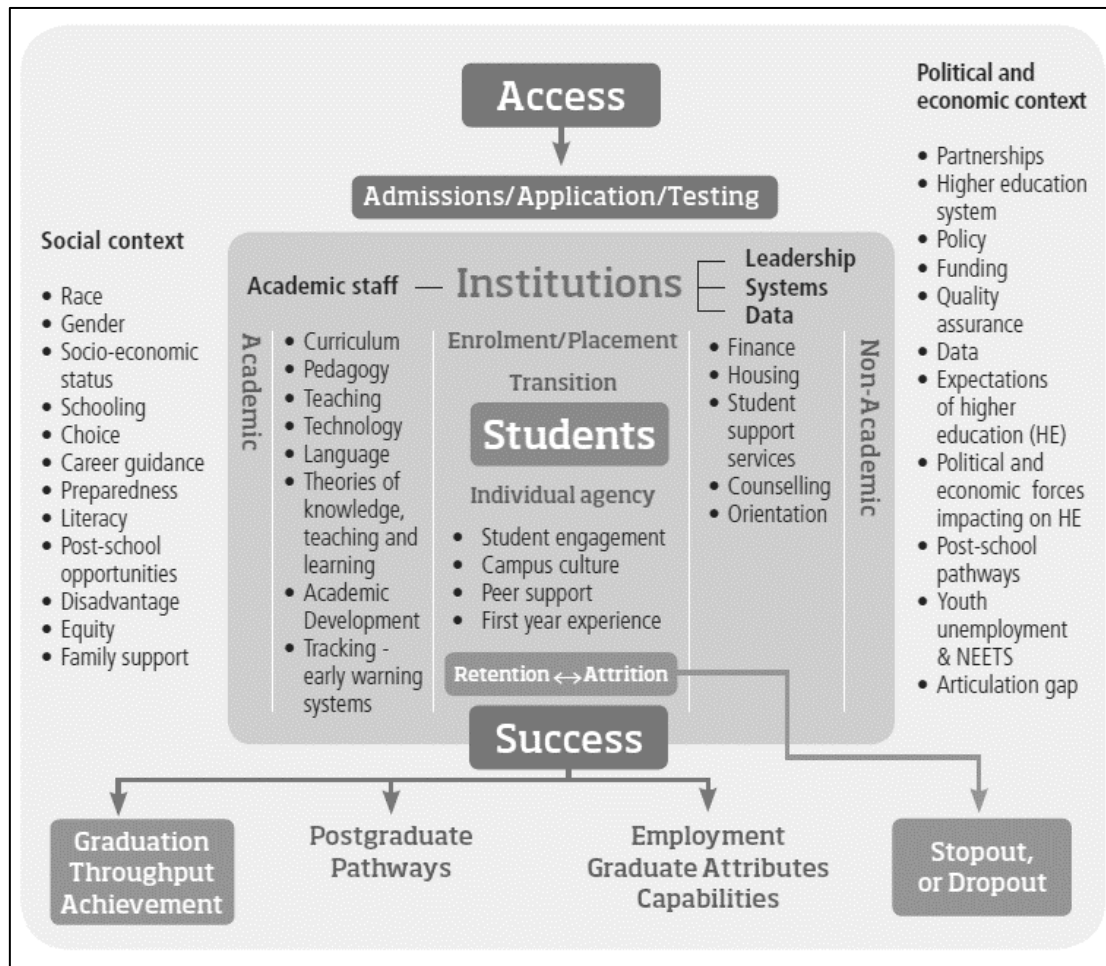 Access
Admissions/Application/Testing
Political and
economic context
• Partnerships
• Higher education
system
• Policy
• Funding
• Quality
assurance
• Data
• Expectations
of higher
education (HE)
• Political and
economic forces
impacting on HE
• Post-school
pathways
• Youth
unemployment
& NEETS
• Articulation gap
Social context
• Race
• Gender
• Socio-economic
status
• Schooling
• Choice
• Career guidance
• Preparedness
• Literacy
• Post-school
opportunities
• Disadvantage
• Equity
• Family support
Academic staff
Institutions
Leadership
Systems
Data
Academic
• Curriculum
• Pedagogy
• Teaching
• Technology
• Language
• Theories of
knowledge,
teaching and
learning
• Academic
Development
• Tracking -
early warning
systems
Enrolment/Placement
Transition
Students
Individual agency
• Student engagement
• Campus culture
• Peer support
• First year experience
Retention ↔ Attrition
• Finance
• Housing
• Student
support
services
• Counselling
• Orientation
Non-Academic
Success
Graduation
Throughput
Achievement
Postgraduate
Pathways
Employment
Graduate Attributes
Capabilities
Stopout,
or Dropout